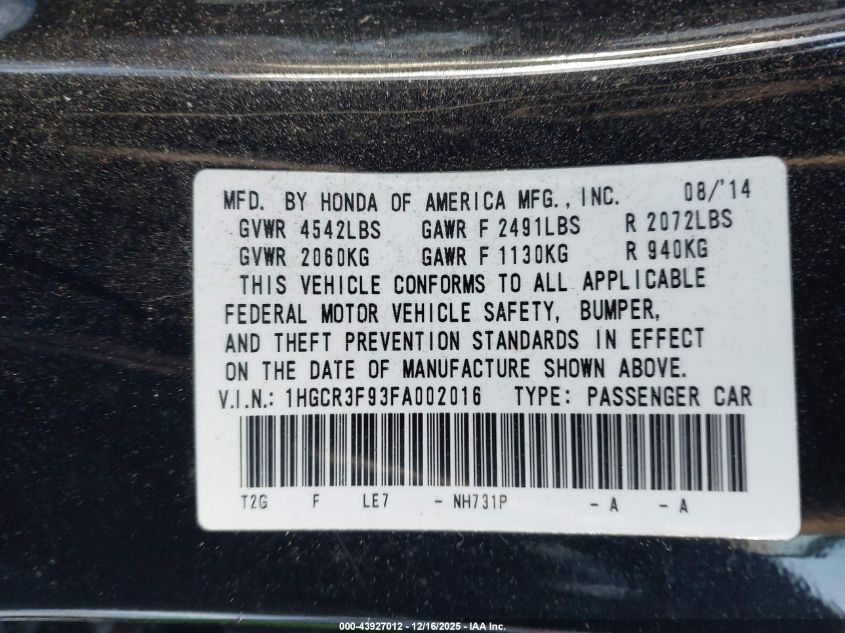 MFD. BY HONDA OF AMERICA MFG., INC. 08/'14
GVWR 4542LBS GAWR F 2491LBS R 2072LBS
GVWR 2060KG GAWR F 1130KG R 940KG
THIS VEHICLE CONFORMS TO ALL APPLICABLE
FEDERAL MOTOR VEHICLE SAFETY, BUMPER,
AND THEFT PREVENTION STANDARDS IN EFFECT
ON THE DATE OF MANUFACTURE SHOWN ABOVE.
V.I.N.: 1HGCR3F93FA002016 TYPE: PASSENGER CAR
T2G F LE7 - NH731P - A - A
000-43927012 - 12/16/2025 - IAA Inc.